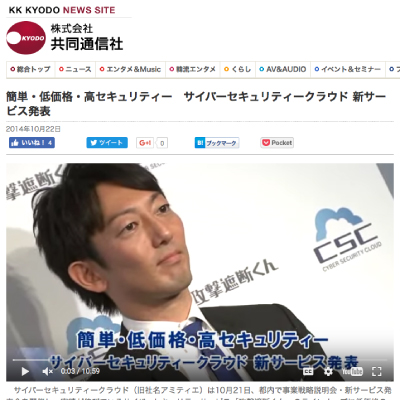 KK KYODO NEWS SITE
KYODO
株式会社
共同通信社
総合トップ
ニュース
エンタメ&Music
韓流エンタメ
くらし
AV&AUDIO
イベント&セミナー
簡単・低価格・高セキュリティー サイバーセキュリティークラウド 新サー
ビス発表
2014年10月22日
いいね! 4
ツイート
G+1
0
B! ブックマーク
Pocket
攻撃遮断くん
CSC
CYBER SECURITY CLOUD
攻撃遮断くん
簡単・低価格・高セキュリティー
サイバーセキュリティークラウド 新サービス発表
0:03 / 10:59
YouTube
サイバーセキュリティークラウド(旧社名アミティエ)は10月21日、都内で事業戦略説明会・新サービス発